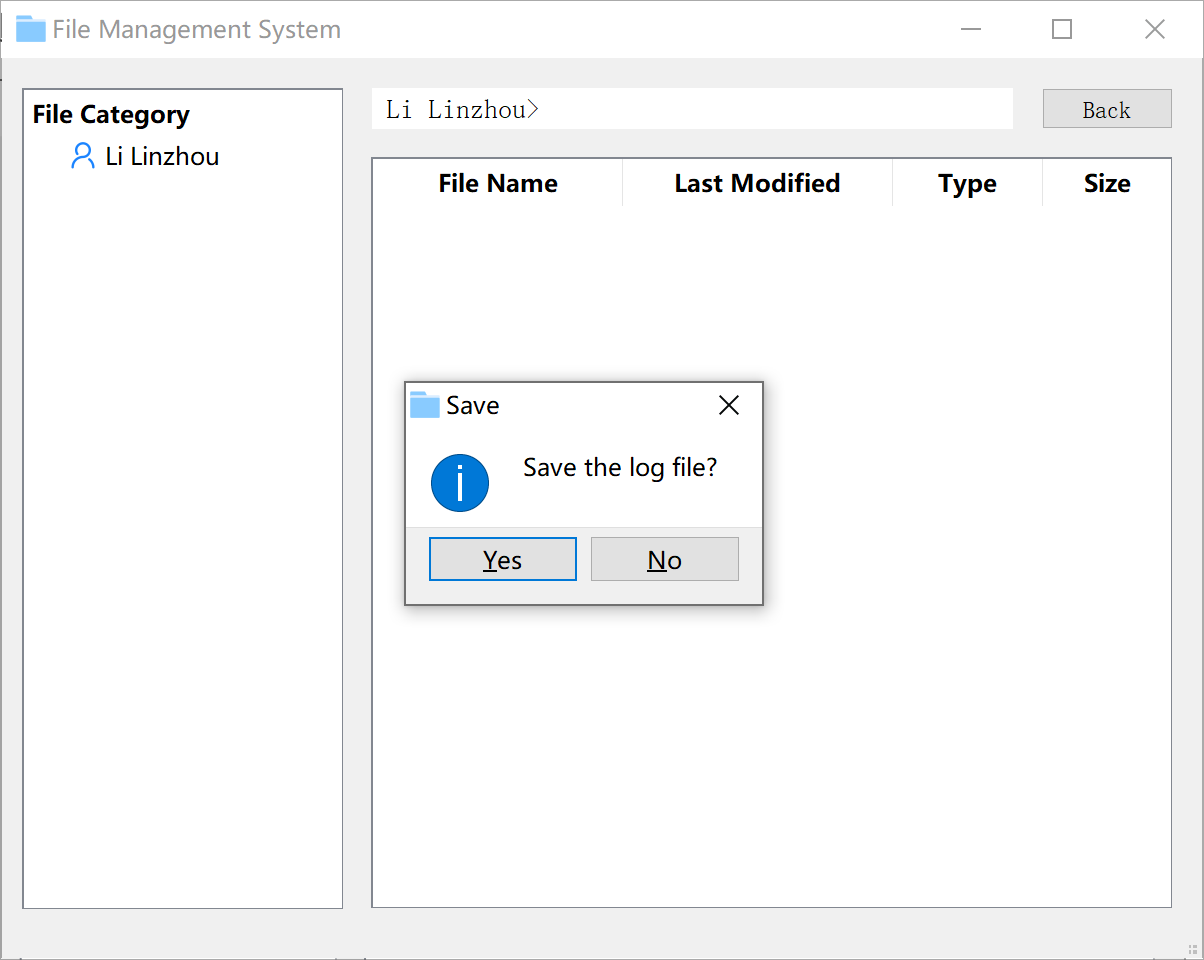 File Management System
File Category
Li Linzhou
Li Linzhou>
Back
File Name Last Modified Type Size
Save
Save the log file?
Yes No